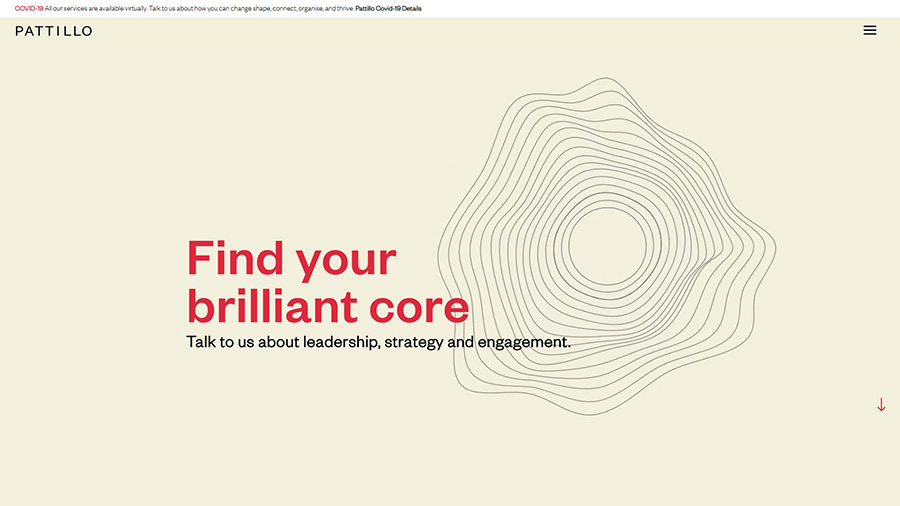 COVID-19 All our services are available virtually. Talk to us about how you can change shape, connect, organise, and thrive. Pattillo Covid-19 Details
PATTILLO
Find your
brilliant core
Talk to us about leadership, strategy and engagement.